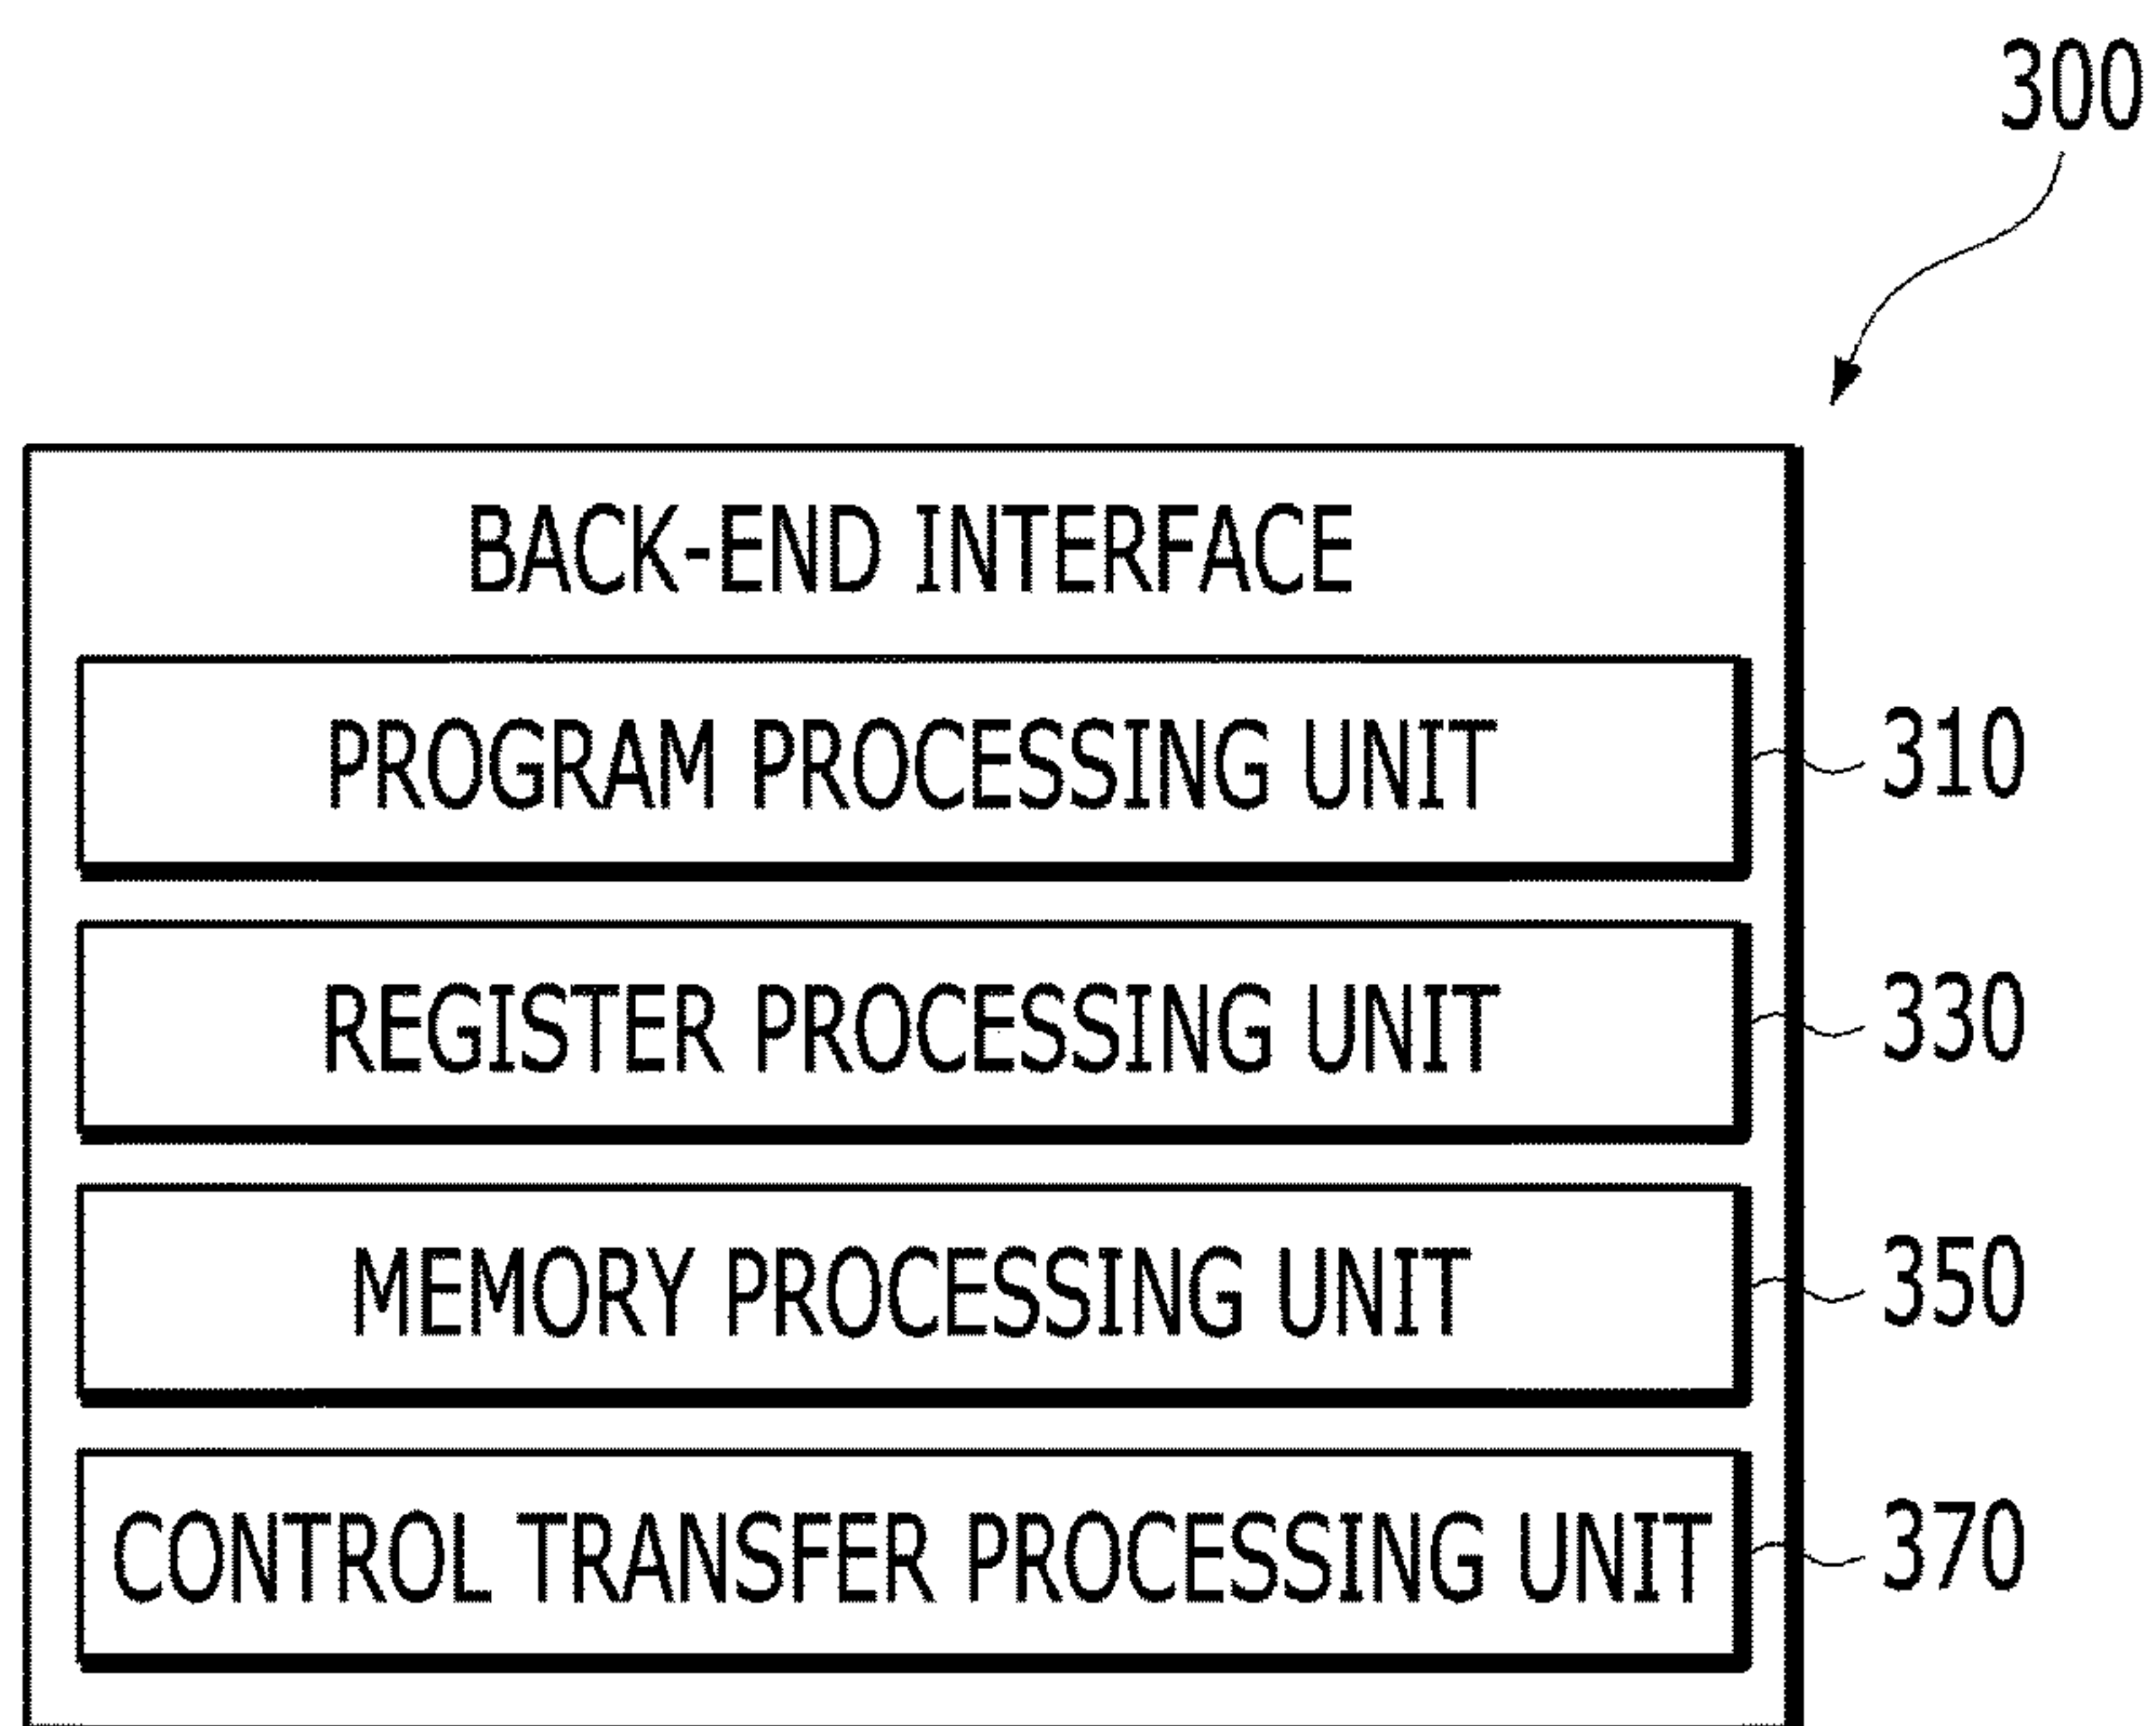 300
BACK-END INTERFACE
PROGRAM PROCESSING UNIT 310
REGISTER PROCESSING UNIT 330
MEMORY PROCESSING UNIT 350
CONTROL TRANSFER PROCESSING UNIT 370